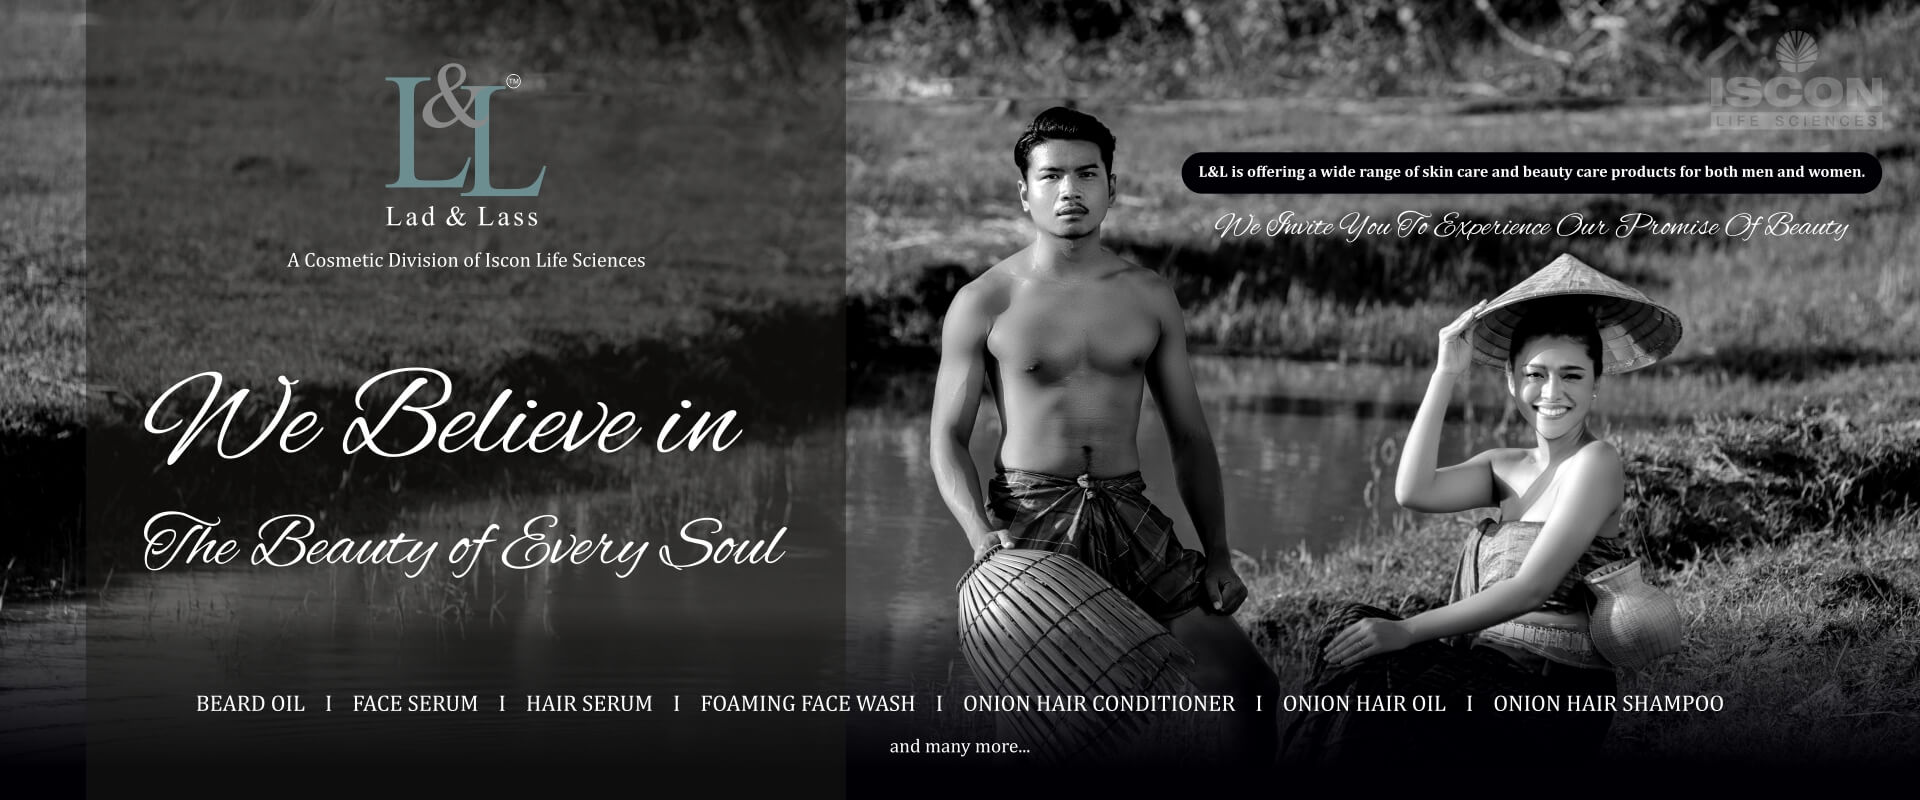 L&L
TM
Lad & Lass
A Cosmetic Division of Iscon Life Sciences
We Believe in
The Beauty of Every Soul
ISCON
LIFE SCIENCES
L&L is offering a wide range of skin care and beauty care products for both men and women.
We Invite You To Experience Our Promise Of Beauty
BEARD OIL I FACE SERUM I HAIR SERUM I FOAMING FACE WASH I ONION HAIR CONDITIONER I ONION HAIR OIL I ONION HAIR SHAMPOO
and many more...